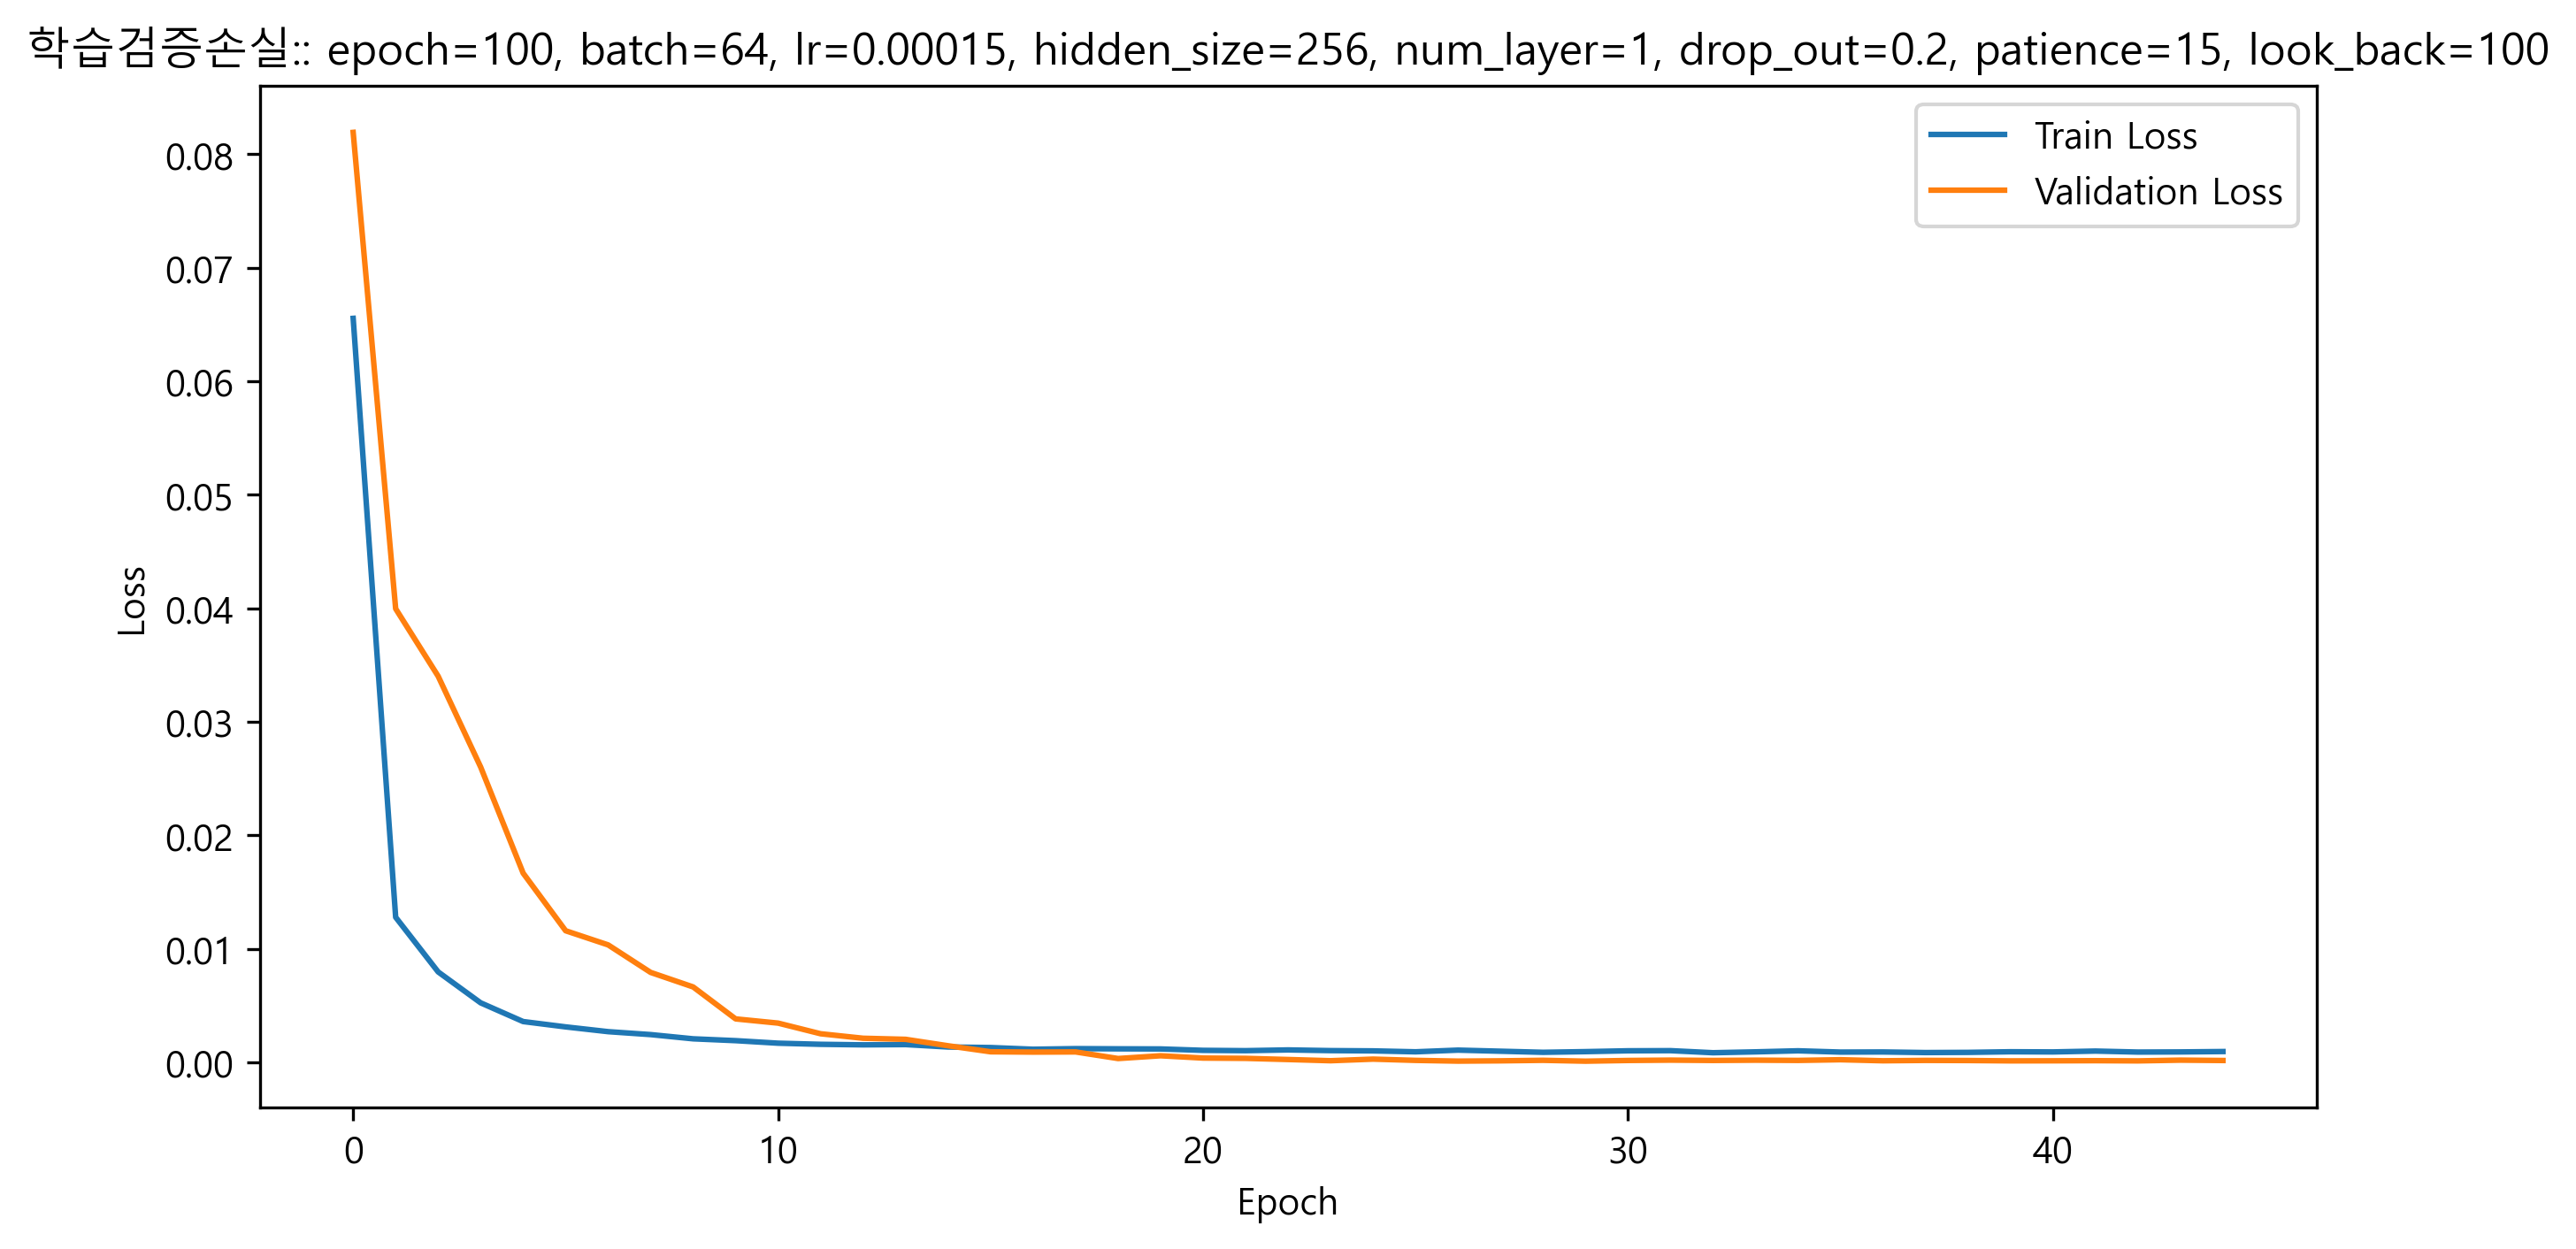 학습검증손실:: epoch=100, batch=64, lr=0.00015, hidden_size=256, num_layer=1, drop_out=0.2, patience=15, look_back=100
Train Loss
Validation Loss
0.08
0.07
0.06
0.05
0.04
0.03
0.02
0.01
0.00
Loss
0 10 20 30 40
Epoch